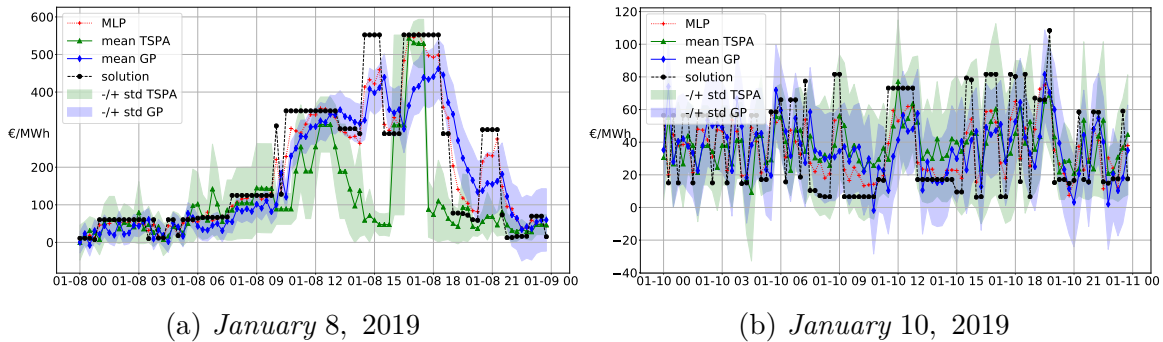 600
500
400
300
200
100
0
€/MWh
MLP
mean TSPA
mean GP
solution
-/+ std TSPA
-/+ std GP
01-08 00 01-08 03 01-08 06 01-08 09 01-08 12 01-08 15 01-08 18 01-08 21 01-09 00
(a) January 8, 2019
120
100
80
60
40
20
0
−20
−40
€/MWh
MLP
mean TSPA
mean GP
solution
-/+ std TSPA
-/+ std GP
01-10 00 01-10 03 01-10 06 01-10 09 01-10 12 01-10 15 01-10 18 01-10 21 01-11 00
(b) January 10, 2019